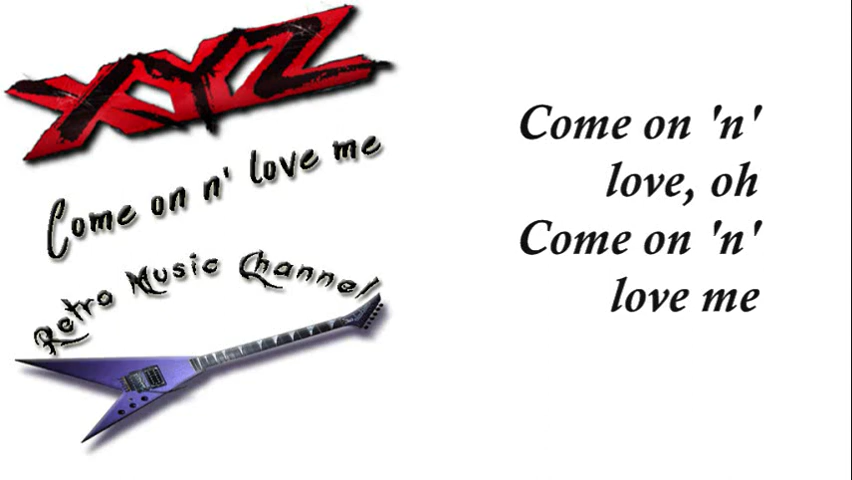 XYZ
Come on n' love me
Retro Music Channel
Come on 'n'
love, oh
Come on 'n'
love me